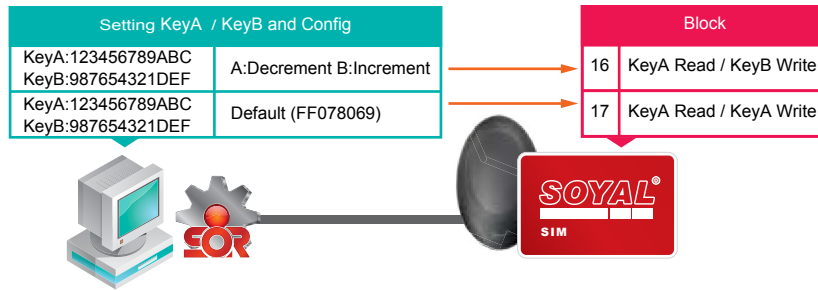 Setting KeyA / KeyB and Config
KeyA:123456789ABC
KeyB:987654321DEF
A:Decrement B:Increment
KeyA:123456789ABC
KeyB:987654321DEF
Default (FF078069)
Block
16 KeyA Read / KeyB Write
17 KeyA Read / KeyA Write
SOR
SOYAL®
SIM